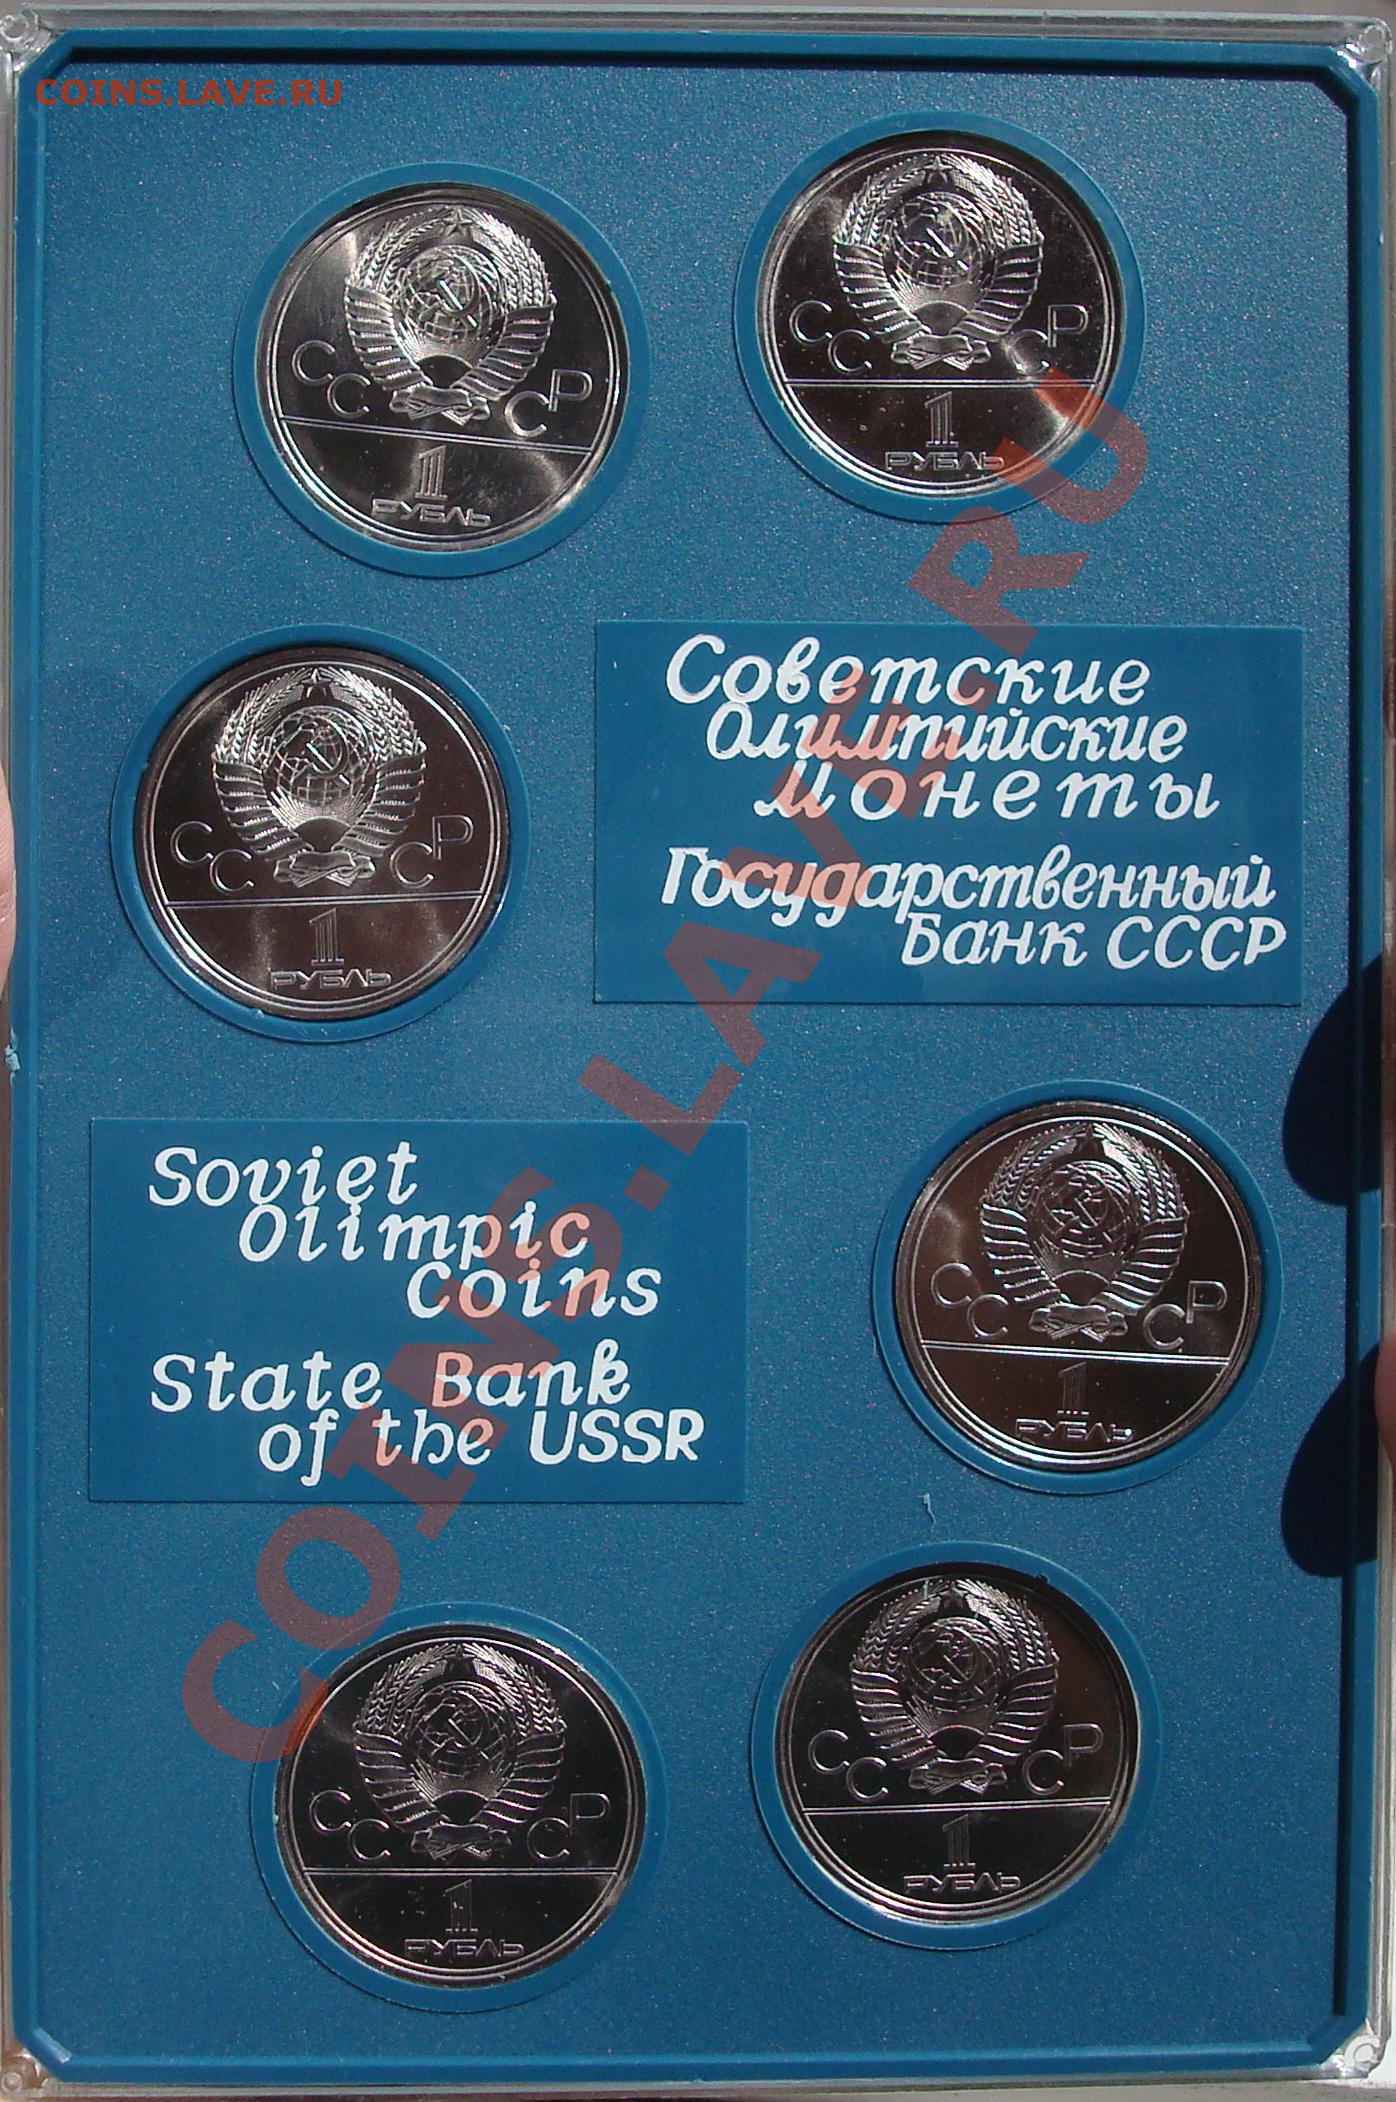 COINS.LAVE.RU
СССР
1
РУБЛЬ
СССР
1
РУБЛЬ
СССР
1
РУБЛЬ
Советские
Олимпийские
Монеты
Государственный
Банк СССР
Soviet
Olimpic
Coins
State Bank
of the USSR
СССР
1
РУБЛЬ
СССР
1
РУБЛЬ
СССР
1
РУБЛЬ
COINS.LAVE.RU